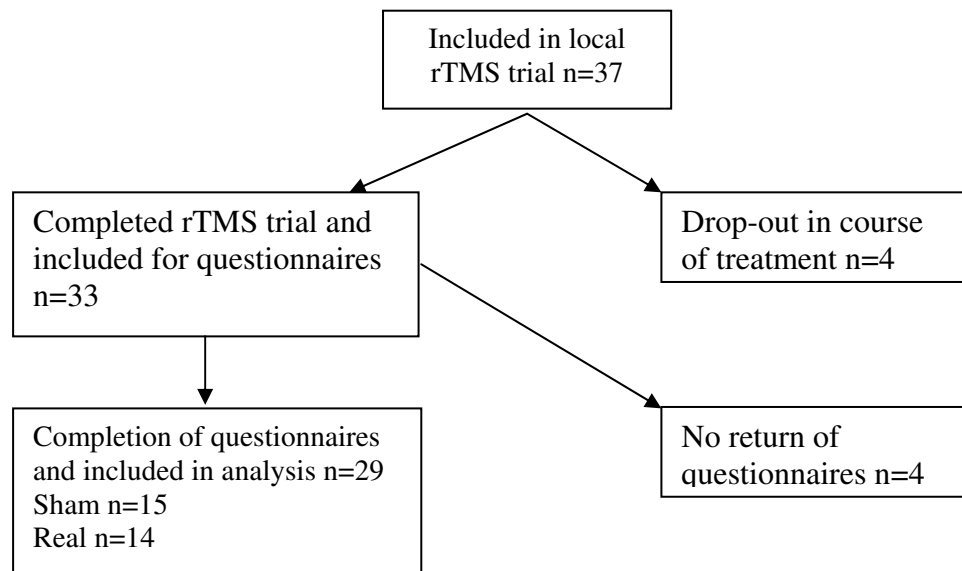 Included in local
rTMS trial n=37
Completed rTMS trial and
included for questionnaires
n=33
Drop-out in course
of treatment n=4
Completion of questionnaires
and included in analysis n=29
Sham n=15
Real n=14
No return of
questionnaires n=4